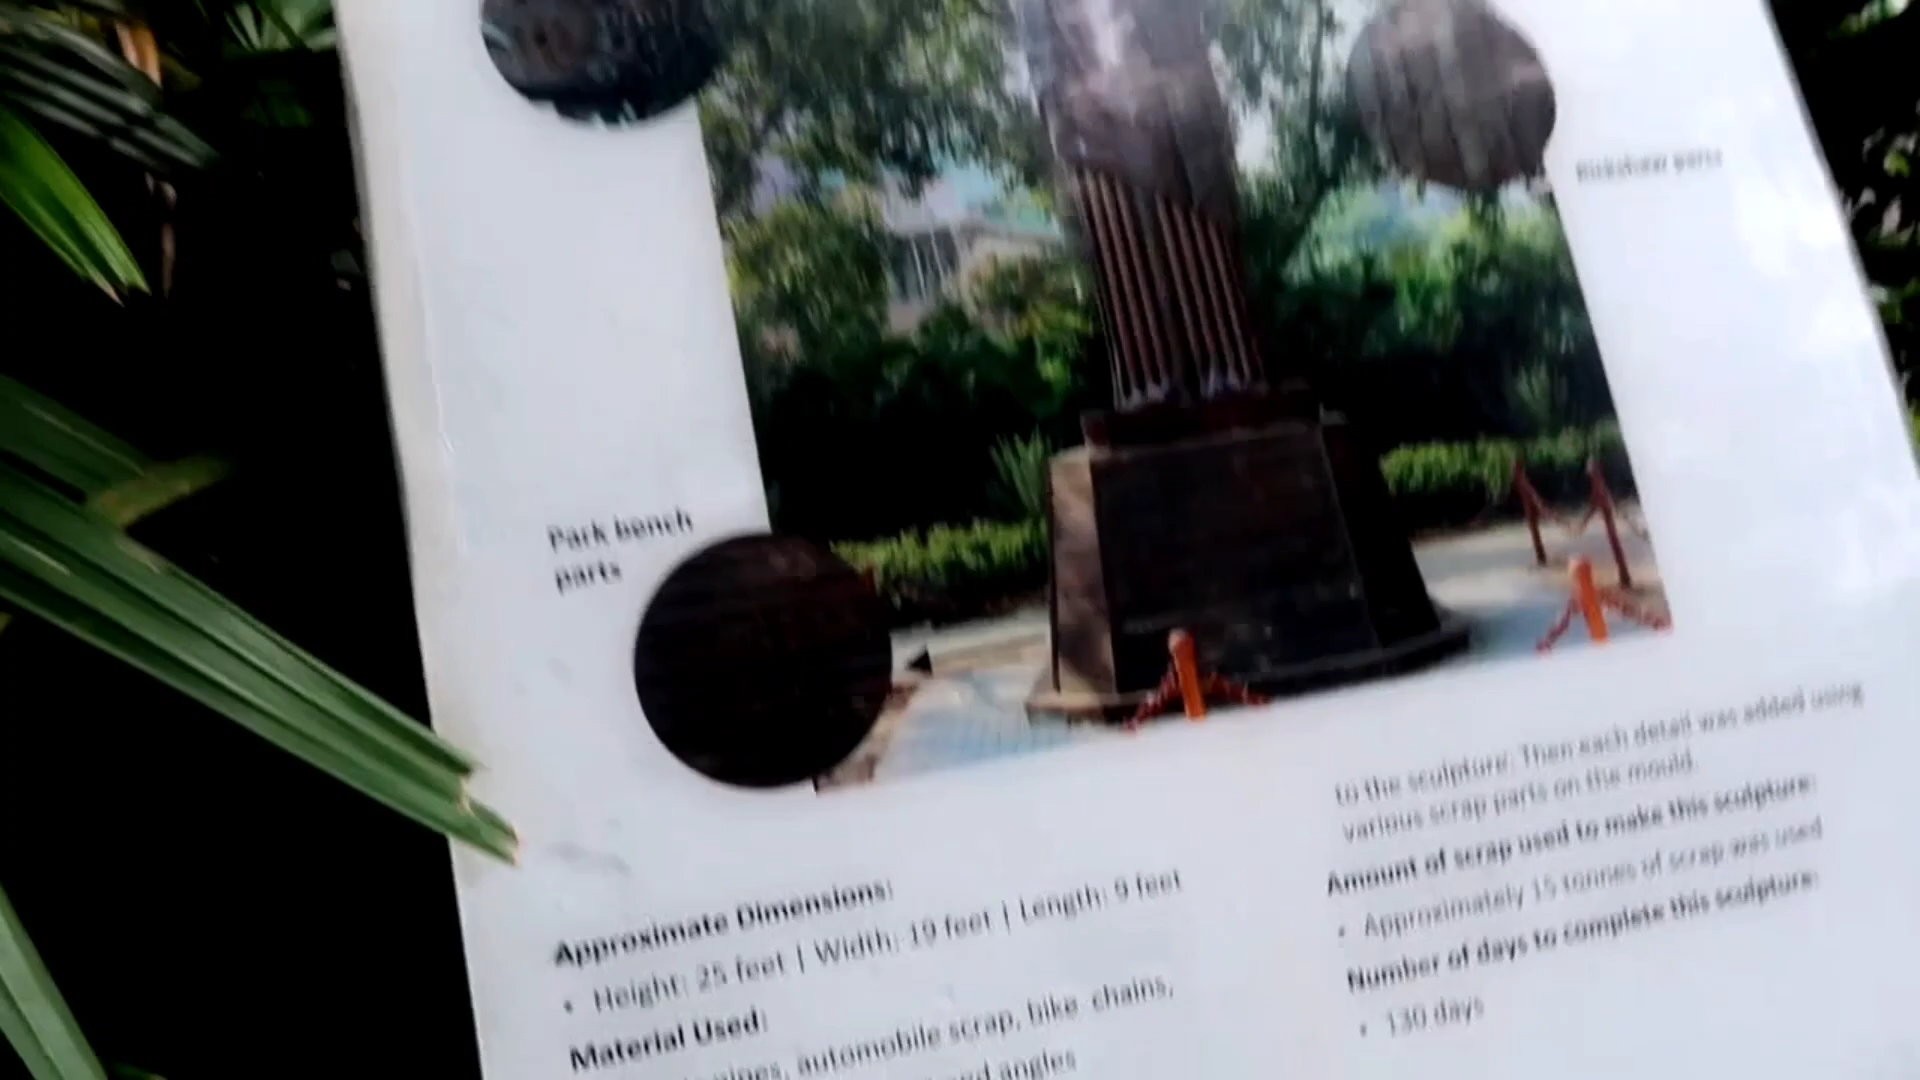 Rickshaw parts
Park bench
parts
Approximate Dimensions:
• Height: 25 feet | Width: 19 feet | Length: 9 feet
Material Used:
pipes, automobile scrap, bike chains,
and angles
to the sculpture. Then each detail was added using
various scrap parts on the mould.
Amount of scrap used to make this sculpture:
• Approximately 15 tonnes of scrap was used
Number of days to complete this sculpture:
• 130 days